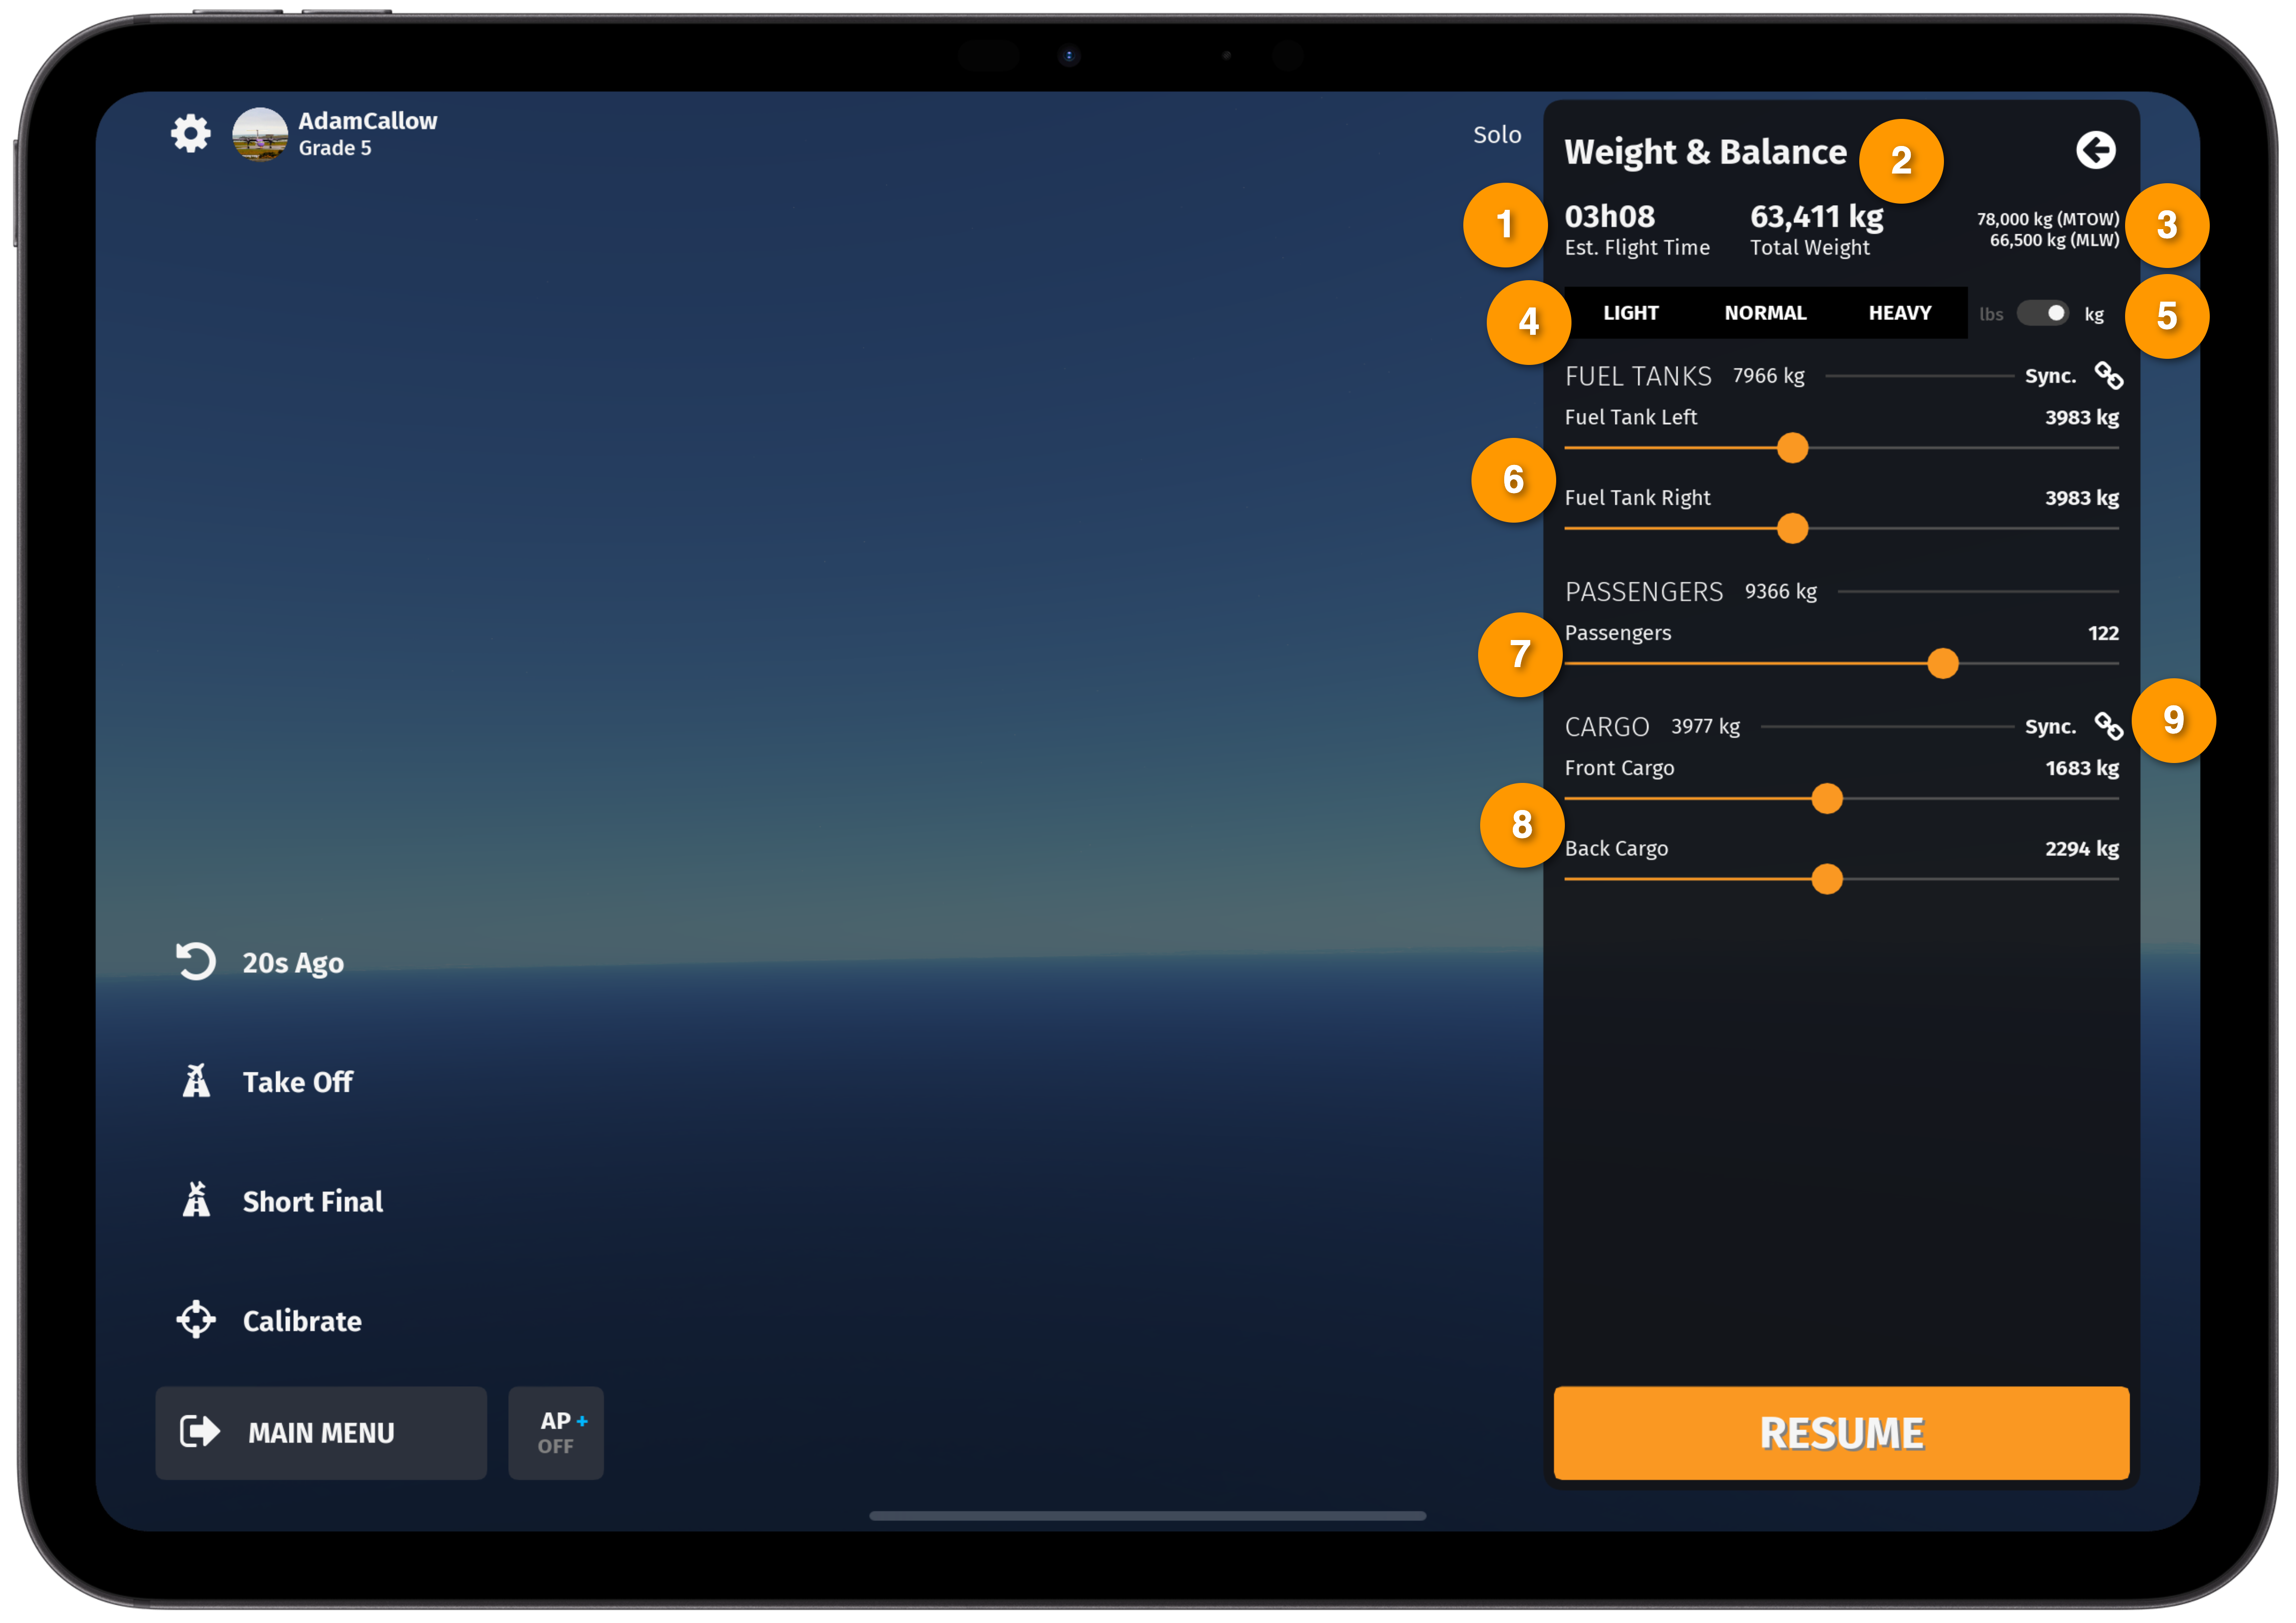 AdamCallow
Grade 5
Solo
Weight & Balance
2
1
03h08
Est. Flight Time
63,411 kg
Total Weight
78,000 kg (MTOW)
66,500 kg (MLW)
3
4
LIGHT NORMAL HEAVY
lbs kg
5
FUEL TANKS 7966 kg Sync.
Fuel Tank Left 3983 kg
6
Fuel Tank Right 3983 kg
PASSENGERS 9366 kg
7
Passengers 122
CARGO 3977 kg Sync.
9
Front Cargo 1683 kg
8
Back Cargo 2294 kg
20s Ago
Take Off
Short Final
Calibrate
MAIN MENU
AP +
OFF
RESUME